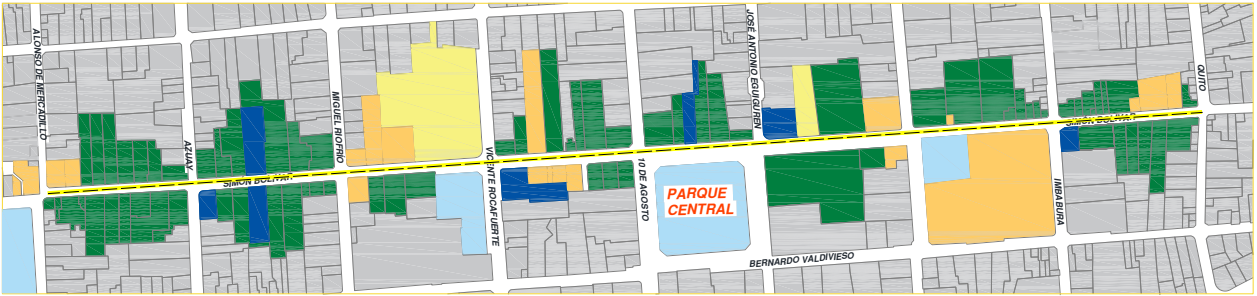 ALONSO DE MERCADILLO
AZUAY
MIGUEL RIOFRIO
VICENTE ROCAFUERTE
10 DE AGOSTO
JOSÉ ANTONIO EGUIGUREN
IMBABURA
QUITO
SIMON BOLIVAR
SIMON BOLIVAR
PARQUE
CENTRAL
BERNARDO VALDIVIESO